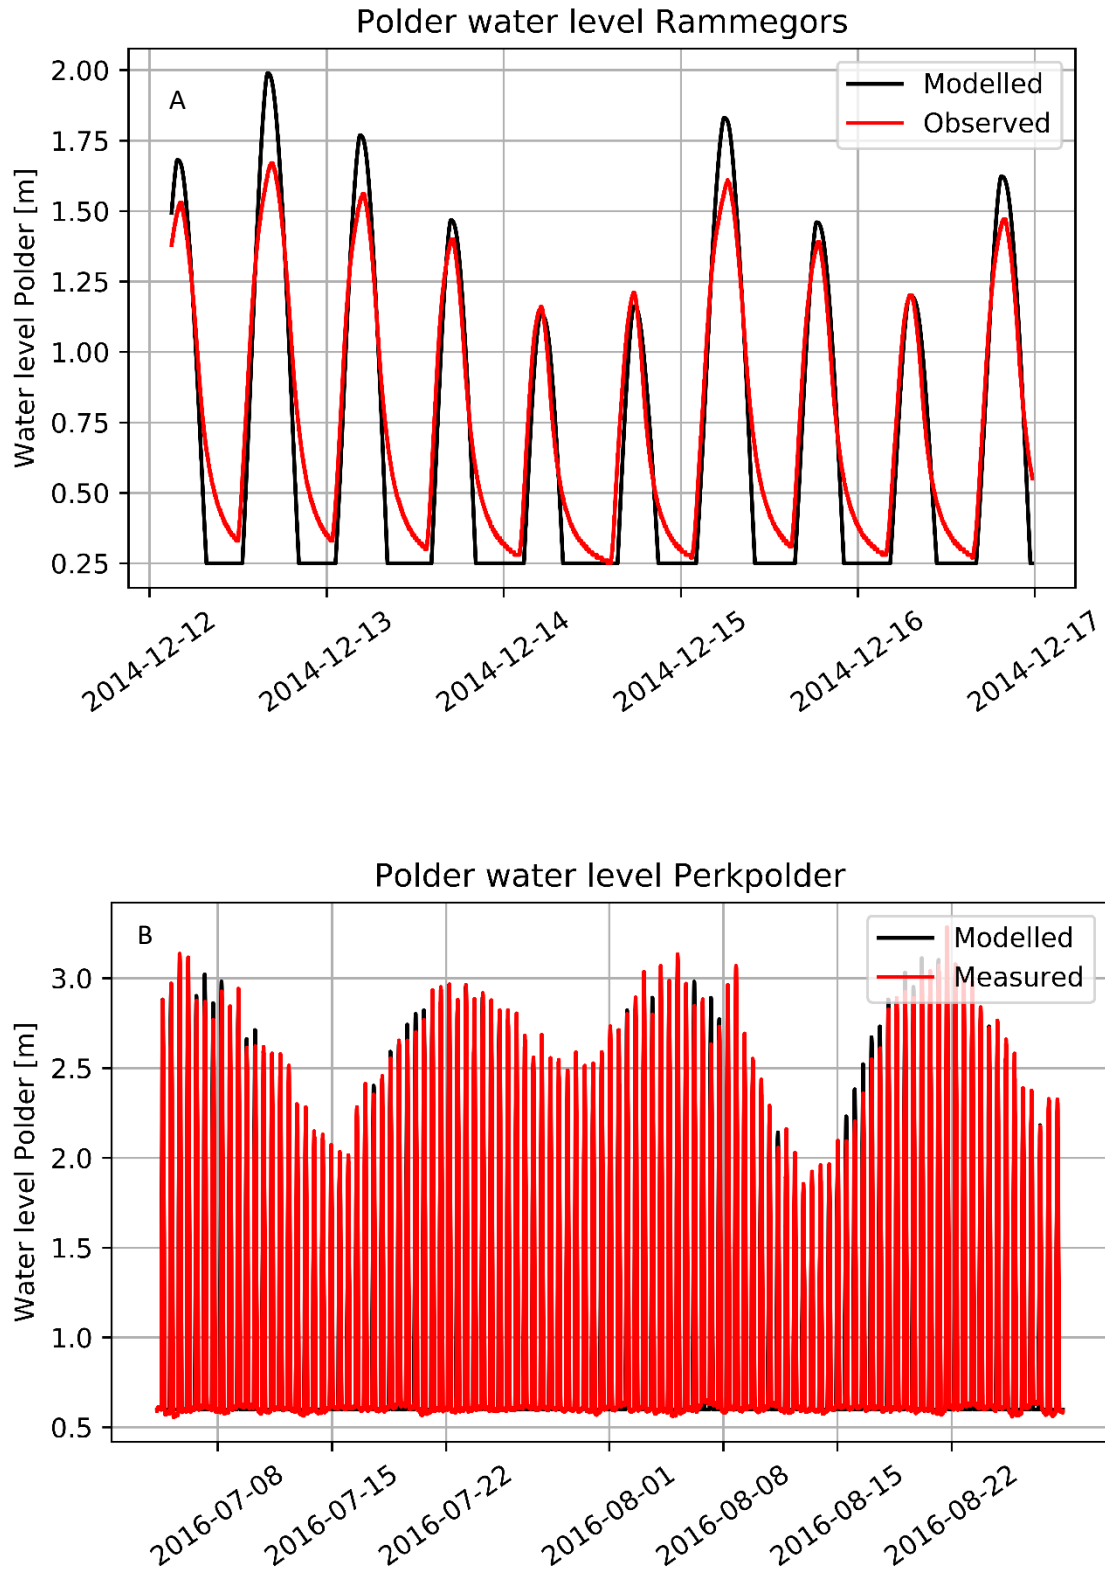 Polder water level Rammegors
A
Modelled
Observed
Water level Polder [m]
2.00
1.75
1.50
1.25
1.00
0.75
0.50
0.25
2014-12-12
2014-12-13
2014-12-14
2014-12-15
2014-12-16
2014-12-17
Polder water level Perkpolder
B
Modelled
Measured
Water level Polder [m]
3.0
2.5
2.0
1.5
1.0
0.5
2016-07-08
2016-07-15
2016-07-22
2016-08-01
2016-08-08
2016-08-15
2016-08-22